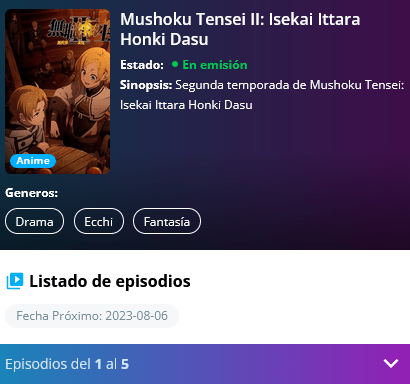 Mushoku Tensei II: Isekai Ittara
Honki Dasu
Estado: En emisión
Sinopsis: Segunda temporada de Mushoku Tensei:
Isekai Ittara Honki Dasu
Anime
Generos:
Drama Ecchi Fantasía
Listado de episodios
Fecha Próximo: 2023-08-06
Episodios del 1 al 5